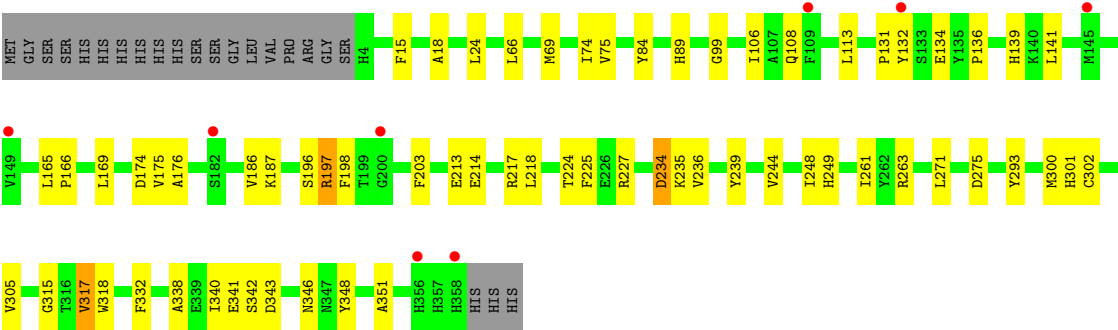 MET GLY SER SER HIS HIS HIS HIS HIS HIS SER SER GLY LEU VAL PRO ARG GLY SER H4 F15 A18 L24 L66 M69 I74 V75 Y84 H89 G99 I106 A107 Q108 F109 L113 P131 Y132 S133 E134 Y135 P136 H139 K140 L141 M145
V149 L165 P166 L169 D174 V175 A176 S182 V186 K187 S196 R197 F198 T199 G200 F203 E213 E214 R217 L218 T224 F225 E226 R227 D234 K235 V236 Y239 V244 I248 H249 I261 Y262 R263 L271 D275 Y293 M300 H301 C302
V305 G315 T316 V317 W318 F332 A338 E339 I340 E341 S342 D343 N346 N347 Y348 A351 H356 H357 H358 HIS HIS HIS